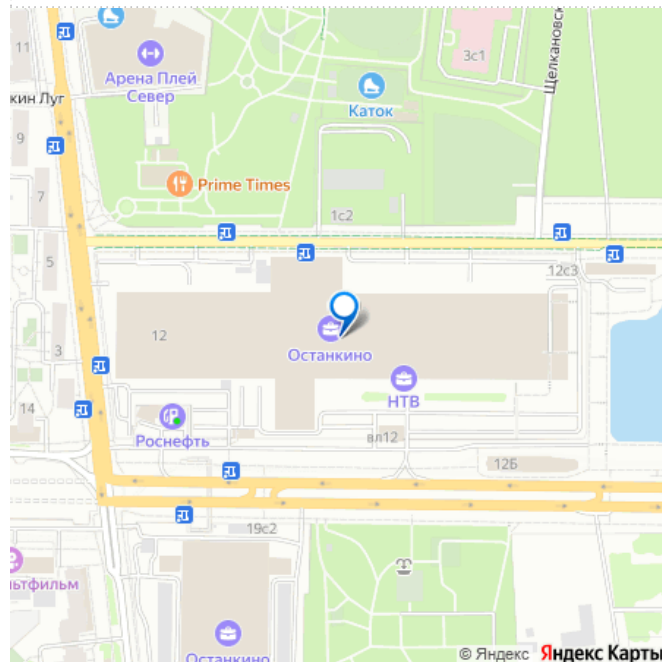 11
Арена Плей
Север
3с1
Щелкановский
Каток
кин Луг
9
Prime Times
7
1с2
5
12с3
12
Останкино
3
НТВ
14
Роснефть
вл12
12Б
19с2
льтфильм
Останкино
© Яндекс Яндекс Карты